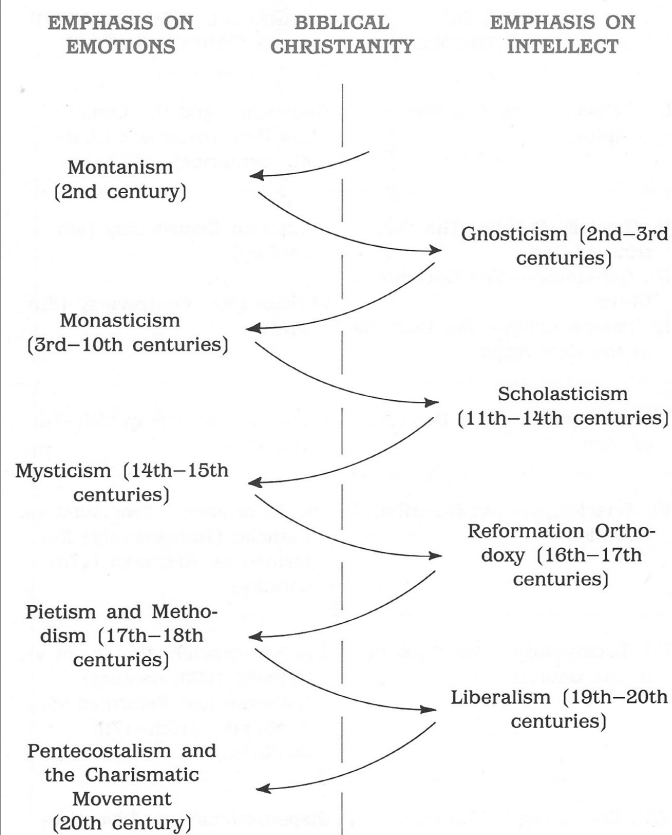 EMPHASIS ON
EMOTIONS
BIBLICAL
CHRISTIANITY
EMPHASIS ON
INTELLECT
Montanism
(2nd century)
Gnosticism (2nd–3rd
centuries)
Monasticism
(3rd–10th centuries)
Scholasticism
(11th–14th centuries)
Mysticism (14th–15th
centuries)
Reformation Ortho-
doxy (16th–17th
centuries)
Pietism and Metho-
dism (17th–18th
centuries)
Liberalism (19th–20th
centuries)
Pentecostalism and
the Charismatic
Movement
(20th century)